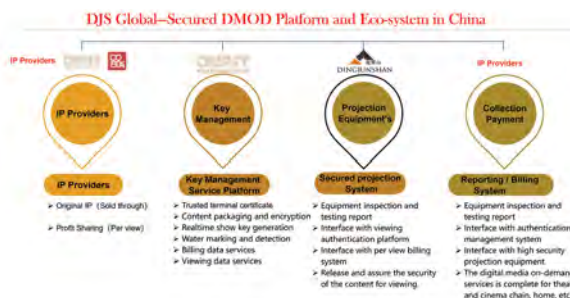 DJS Global—Secured DMOD Platform and Eco-system in China
IP Providers
DINGJUNSHAN
IP Providers
IP Providers
Key
Management
Projection
Equipment's
Collection
Payment
IP Providers
Key Management
Service Platform
Secured projection
System
Reporting / Billing
System
➢ Original IP (Sold through)
➢ Profit Sharing (Per view)
➢ Trusted terminal certificate
➢ Content packaging and encryption
➢ Realtime show key generation
➢ Water marking and detection
➢ Billing data services
➢ Viewing data services
➢ Equipment inspection and
testing report
➢ Interface with viewing
authentication platform
➢ Interface with per view billing
system
➢ Release and assure the security
of the content for viewing.
➢ Equipment inspection and
testing report
➢ Interface with authentication
management system
➢ Interface with high security
projection equipment
➢ The digital media on-demand
services is complete for thea
and cinema chain, home, etc